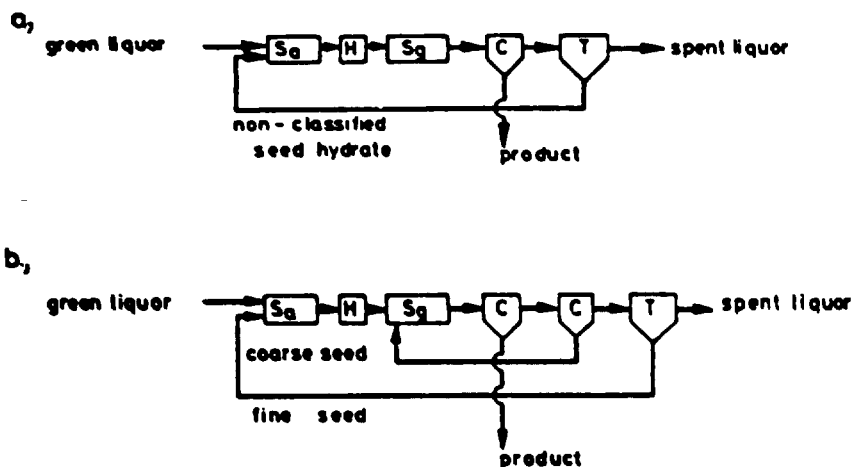 a,
green liquor Sa H Sg C T spent liquor
non-classified
seed hydrate
product
b,
green liquor Sa H Sg C C T spent liquor
coarse seed
fine seed
product